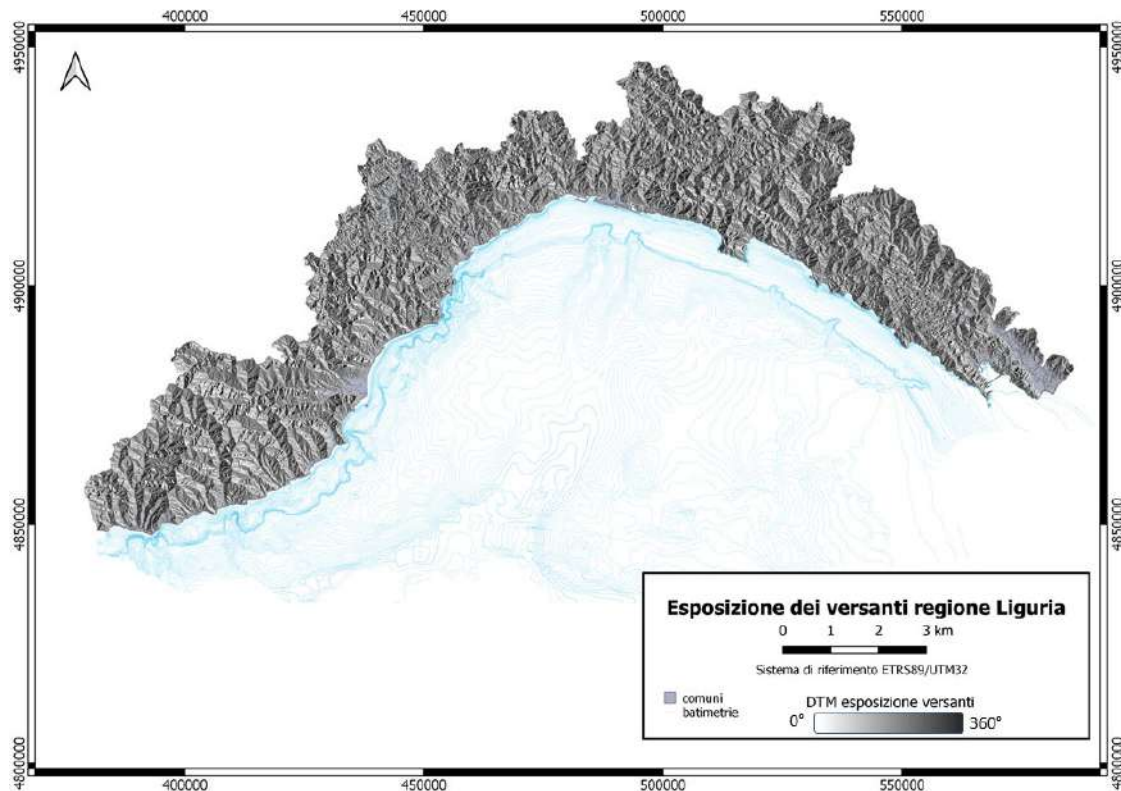 400000 450000 500000 550000
4950000 4950000
4900000 4900000
4850000 4850000
Esposizione dei versanti regione Liguria
0 1 2 3 km
Sistema di riferimento ETRS89/UTM32
comuni
batimetrie
DTM esposizione versanti
0° 360°
4800000 4800000
400000 450000 500000 550000